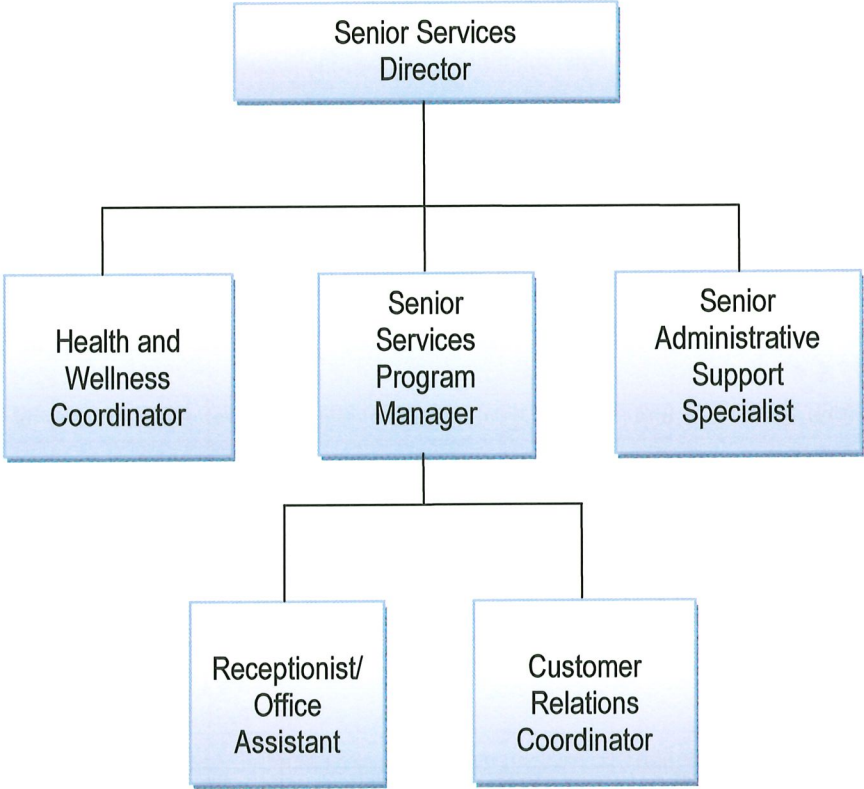 Senior Services
Director
Health and
Wellness
Coordinator
Senior
Services
Program
Manager
Senior
Administrative
Support
Specialist
Receptionist/
Office
Assistant
Customer
Relations
Coordinator